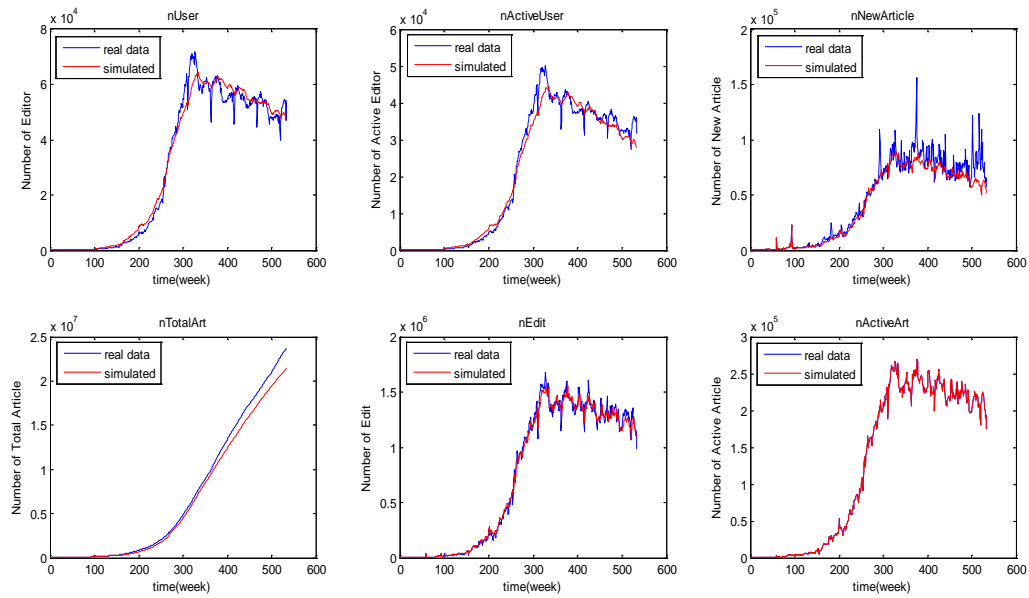 nUser
x 10^4
real data
simulated
Number of Editor
8
6
4
2
0
0 100 200 300 400 500 600
time(week)
nActiveUser
x 10^4
real data
simulated
Number of Active Editor
6
5
4
3
2
1
0
0 100 200 300 400 500 600
time(week)
nNewArticle
x 10^5
real data
simulated
Number of New Article
2
1.5
1
0.5
0
0 100 200 300 400 500 600
time(week)
nTotalArt
x 10^7
real data
simulated
Number of Total Article
2.5
2
1.5
1
0.5
0
0 100 200 300 400 500 600
time(week)
nEdit
x 10^6
real data
simulated
Number of Edit
2
1.5
1
0.5
0
0 100 200 300 400 500 600
time(week)
nActiveArt
x 10^5
real data
simulated
Number of Active Article
3
2.5
2
1.5
1
0.5
0
0 100 200 300 400 500 600
time(week)